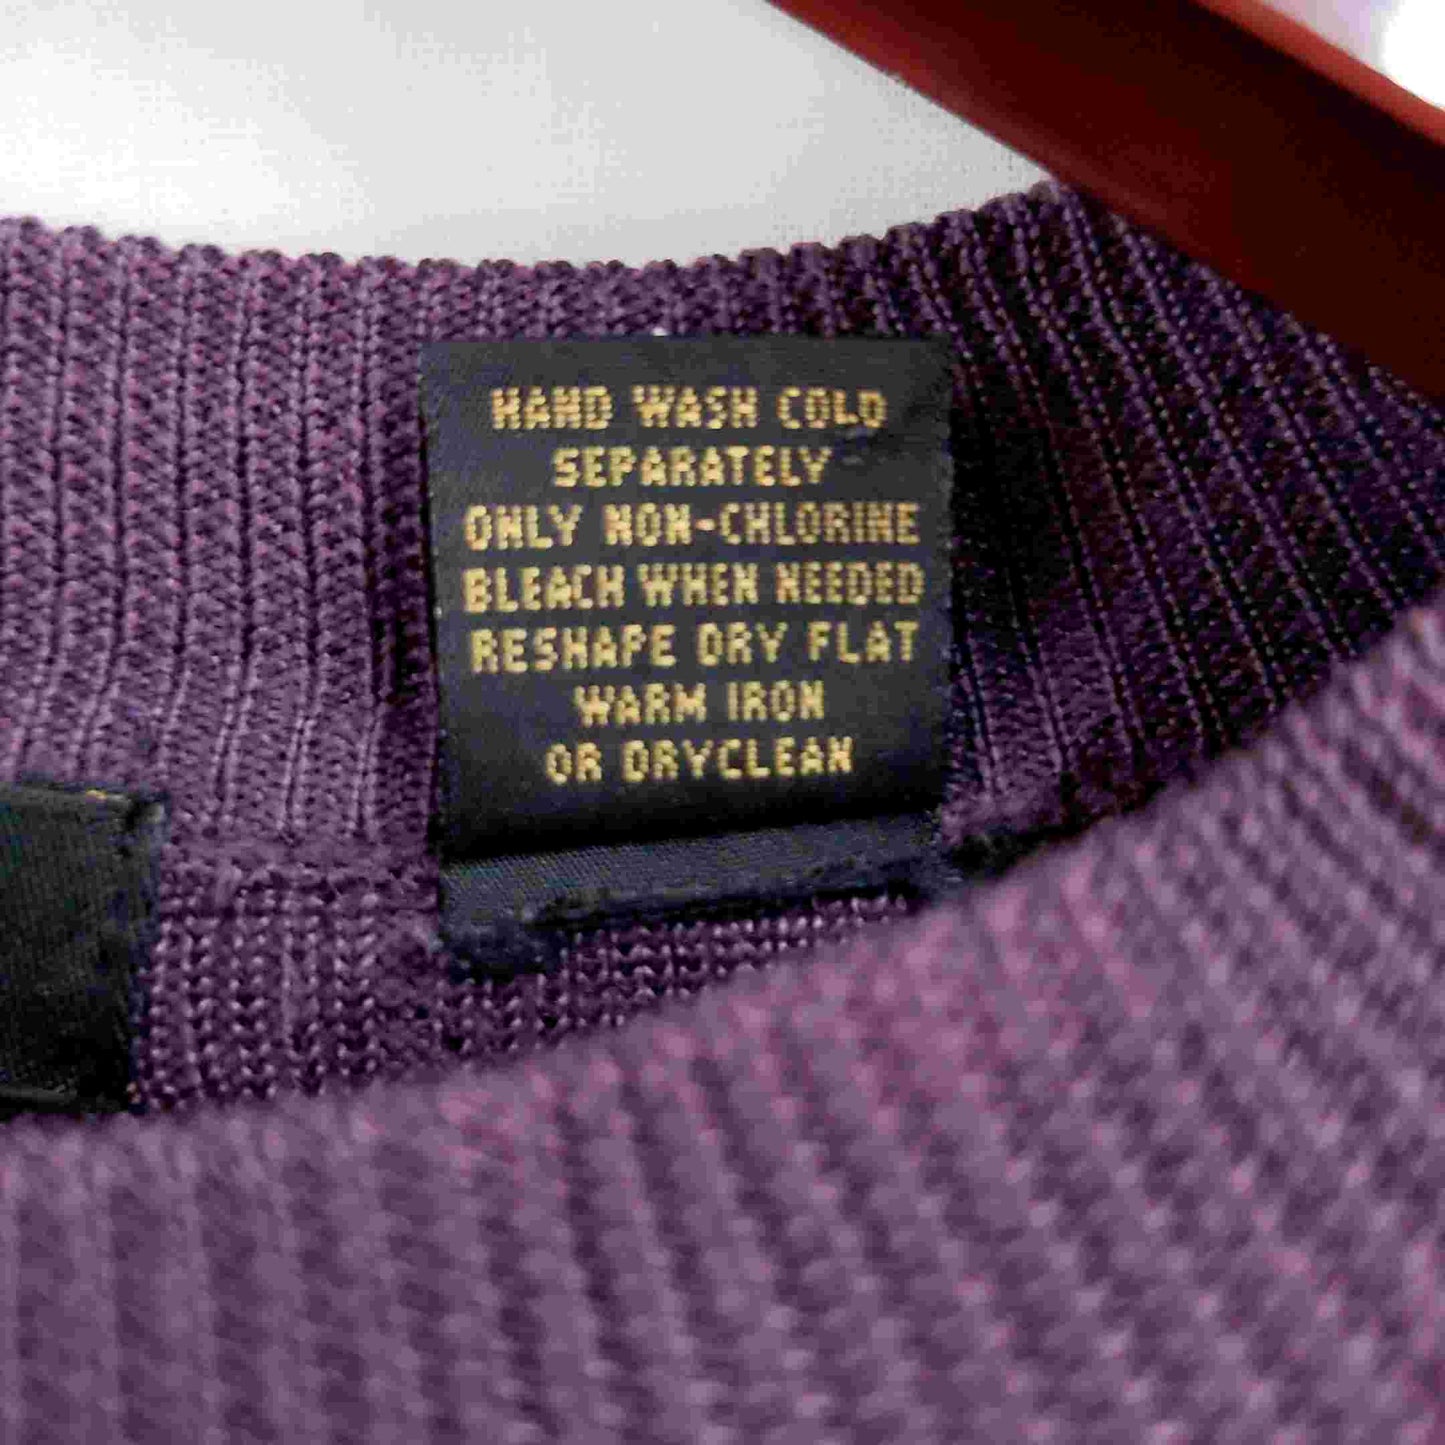 HAND WASH COLD
SEPARATELY
ONLY NON-CHLORINE
BLEACH WHEN NEEDED
RESHAPE DRY FLAT
WARM IRON
OR DRYCLEAN